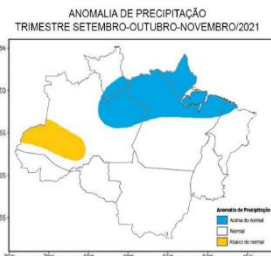 ANOMALIA DE PRECIPITAÇÃO
TRIMESTRE SETEMBRO-OUTUBRO-NOVEMBRO/2021
Anomalia de Precipitação
Acima do normal
Normal
Abaixo do normal